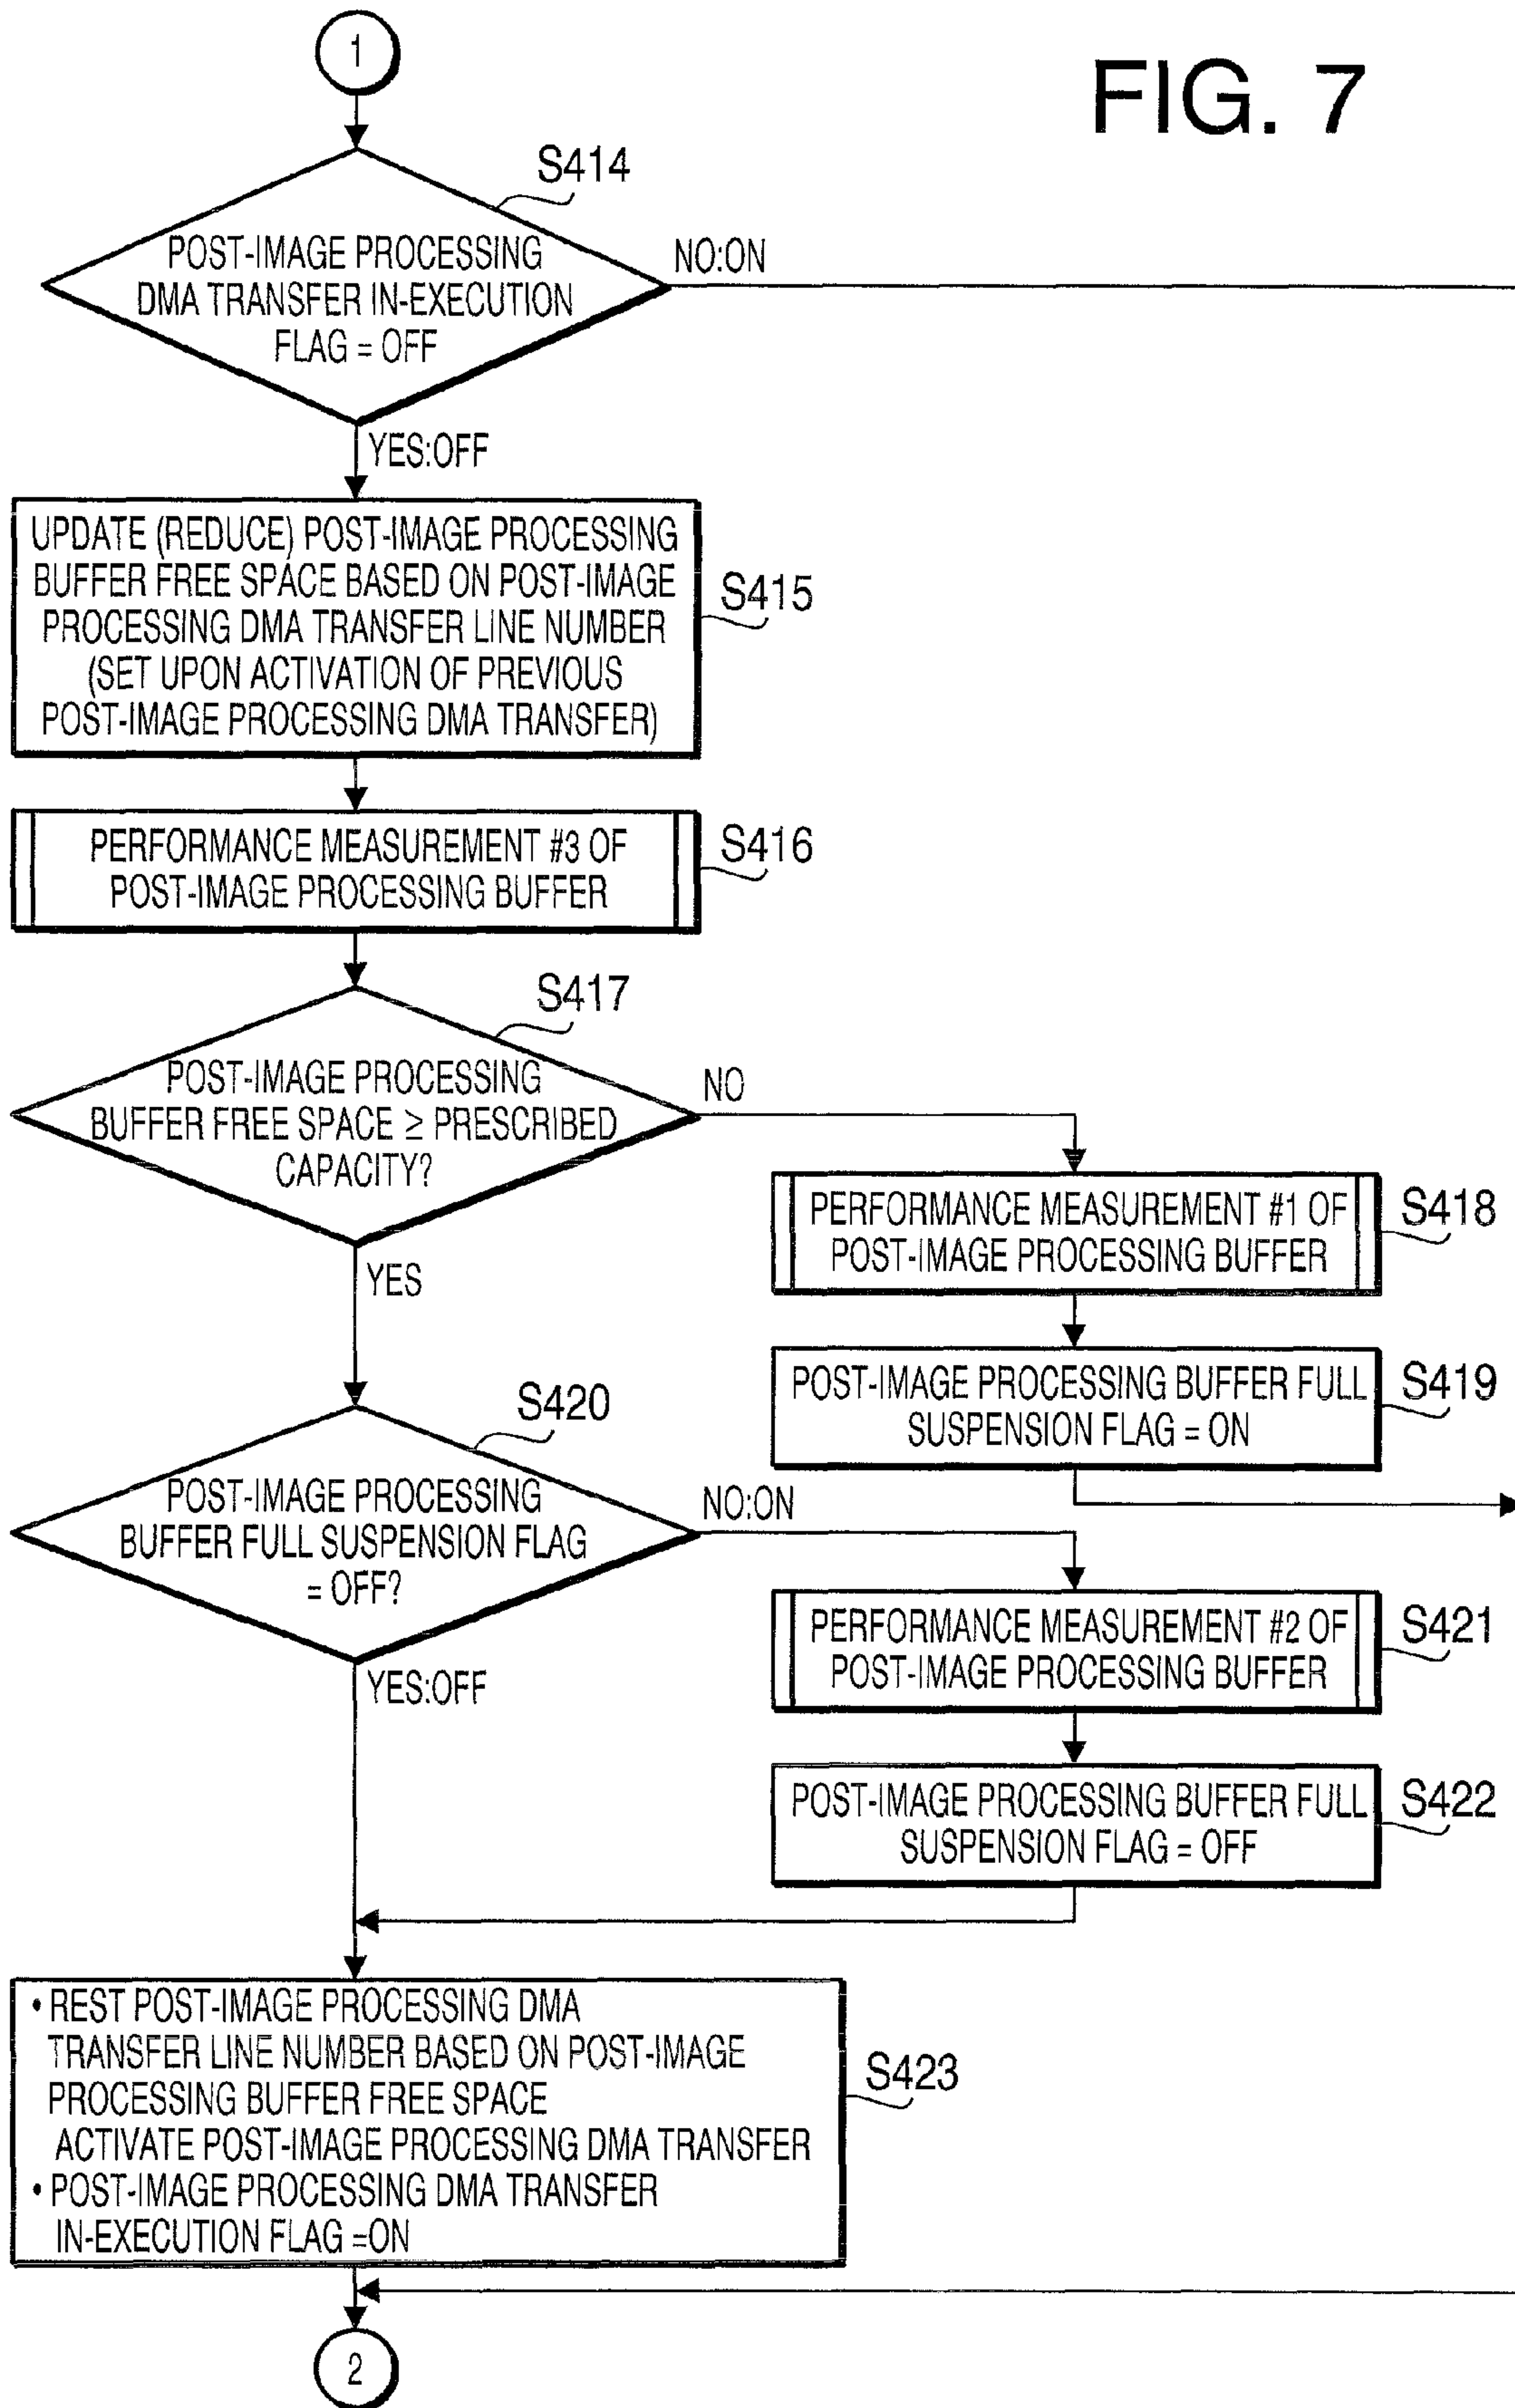 FIG. 7
1
S414
POST-IMAGE PROCESSING
DMA TRANSFER IN-EXECUTION
FLAG = OFF
NO:ON
YES:OFF
UPDATE (REDUCE) POST-IMAGE PROCESSING
BUFFER FREE SPACE BASED ON POST-IMAGE
PROCESSING DMA TRANSFER LINE NUMBER
(SET UPON ACTIVATION OF PREVIOUS
POST-IMAGE PROCESSING DMA TRANSFER)
S415
PERFORMANCE MEASUREMENT #3 OF
POST-IMAGE PROCESSING BUFFER
S416
S417
POST-IMAGE PROCESSING
BUFFER FREE SPACE ≥ PRESCRIBED
CAPACITY?
NO
YES
PERFORMANCE MEASUREMENT #1 OF
POST-IMAGE PROCESSING BUFFER
S418
POST-IMAGE PROCESSING BUFFER FULL
SUSPENSION FLAG = ON
S419
S420
POST-IMAGE PROCESSING
BUFFER FULL SUSPENSION FLAG
= OFF?
NO:ON
YES:OFF
PERFORMANCE MEASUREMENT #2 OF
POST-IMAGE PROCESSING BUFFER
S421
POST-IMAGE PROCESSING BUFFER FULL
SUSPENSION FLAG = OFF
S422
• REST POST-IMAGE PROCESSING DMA
TRANSFER LINE NUMBER BASED ON POST-IMAGE
PROCESSING BUFFER FREE SPACE
ACTIVATE POST-IMAGE PROCESSING DMA TRANSFER
• POST-IMAGE PROCESSING DMA TRANSFER
IN-EXECUTION FLAG =ON
S423
2